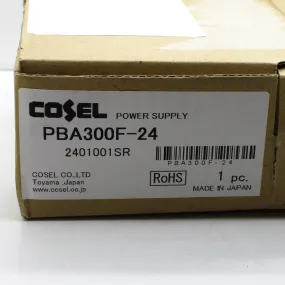 COSEL POWER SUPPLY
PBA300F-24
2401001SR
PBA300F-24
COSEL CO.,LTD
Toyama ,Japan
www.cosel.co.jp
RoHS
1 pc.
MADE IN JAPAN